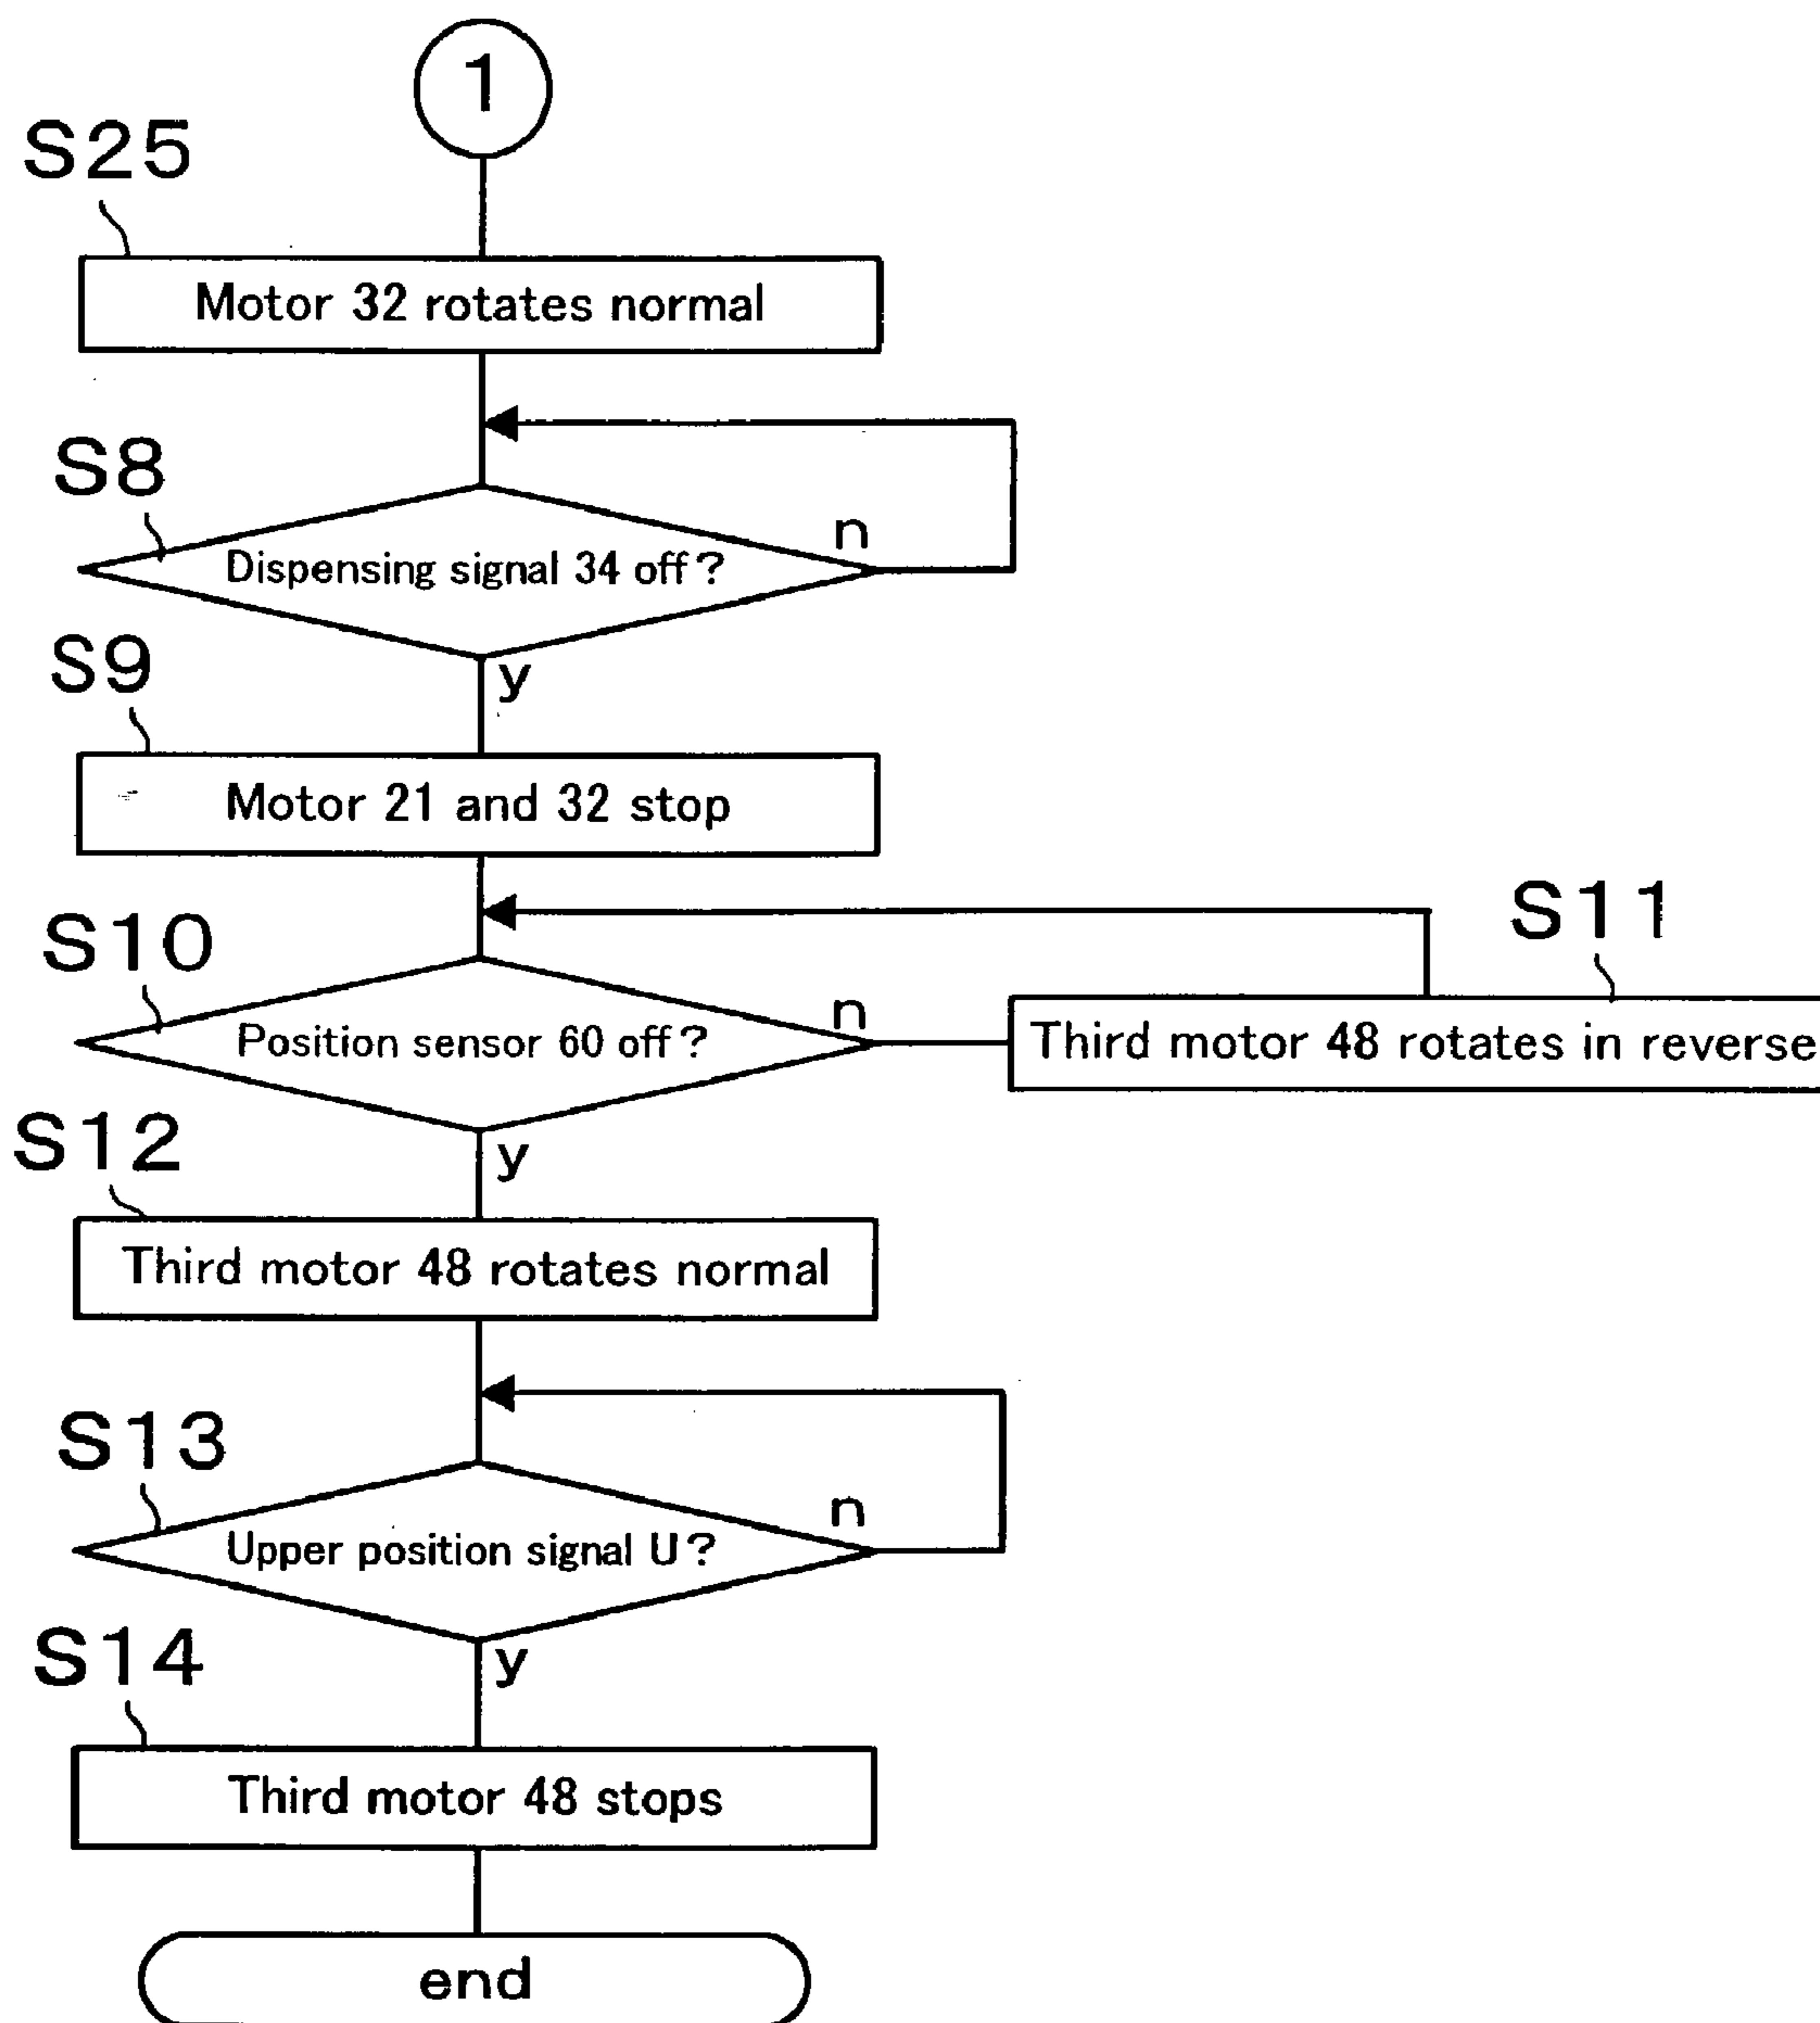 1
S25
Motor 32 rotates normal
S8
n
Dispensing signal 34 off?
S9
y
Motor 21 and 32 stop
S11
S10
n
Position sensor 60 off?
Third motor 48 rotates in reverse
S12
y
Third motor 48 rotates normal
S13
n
Upper position signal U?
S14
y
Third motor 48 stops
end